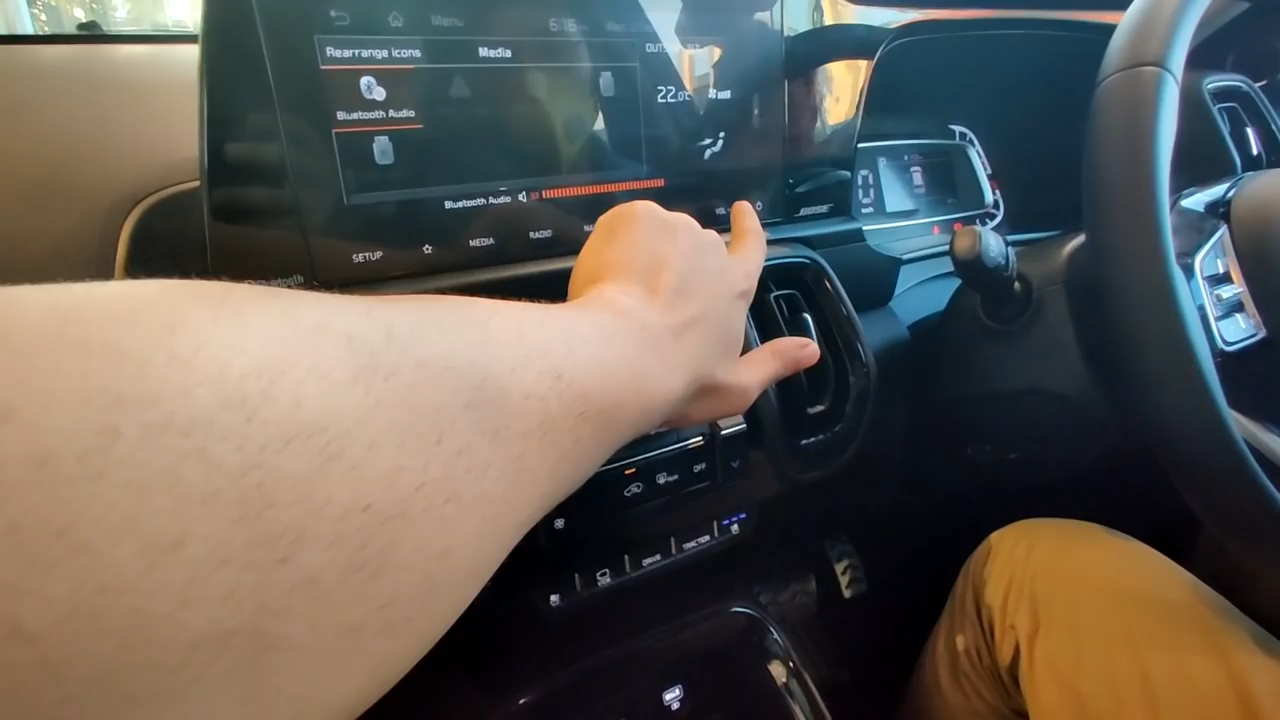 Menu
6:16
Rearrange icons
Media
22.0°C
Bluetooth Audio
Bluetooth Audio
VOL
BOSE
SETUP
MEDIA
RADIO
km/h
OFF
DRIVE
TRACTION